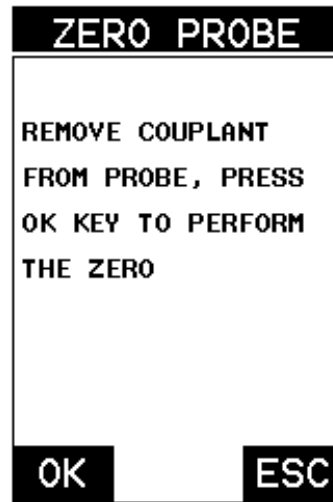 ZERO PROBE
REMOVE COUPLANT
FROM PROBE, PRESS
OK KEY TO PERFORM
THE ZERO
OK ESC